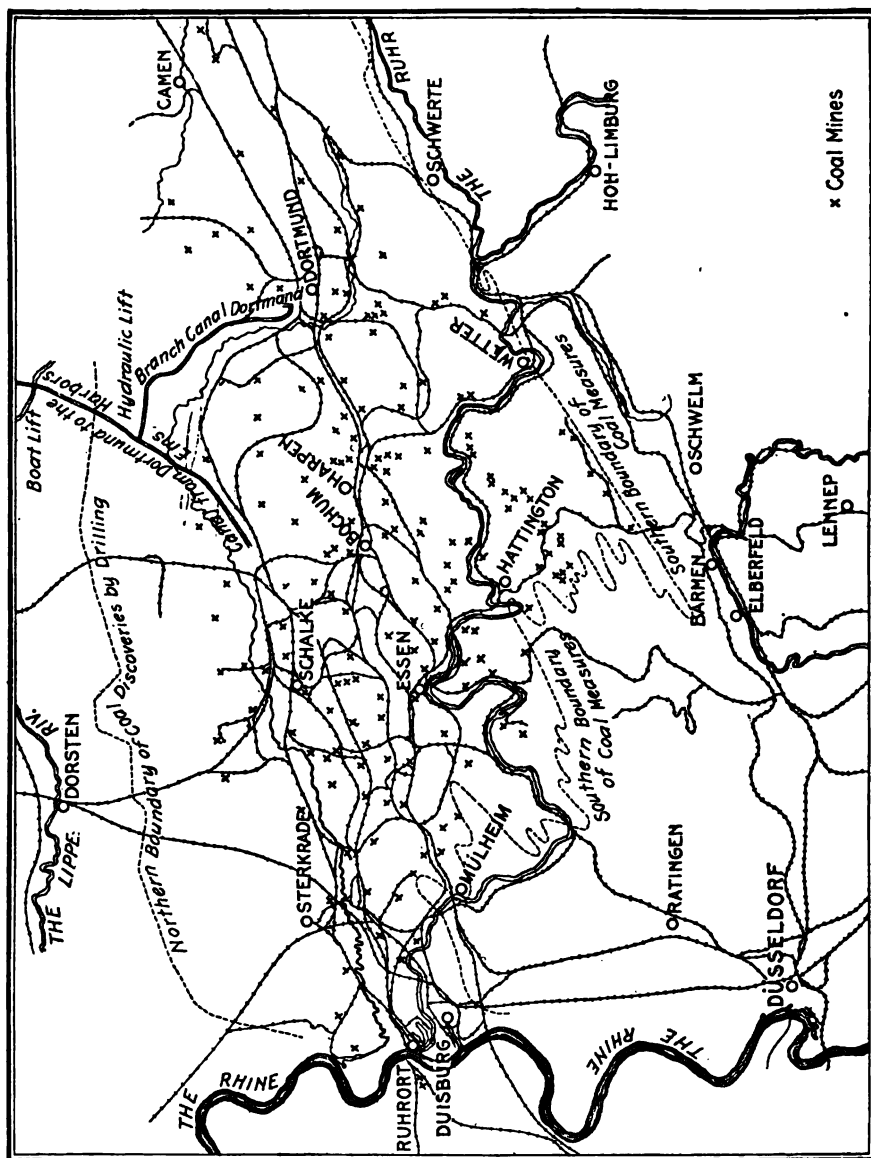 THE LIPPE
RIV.
DORSTEN
Boat Lift
Canal from Dortmund to the
Ems.
Harbors
Hydraulic Lift
Branch Canal Dortmund
CAMEN
Northern Boundary of Coal Discoveries by Drilling
THE RHINE
STERKRADE
SCHALKE
BOCHUM
HARPEN
DORTMUND
RUHRORT
DUISBURG
MÜLHEIM
ESSEN
HATTINGTON
WETTER
SCHWERTE
THE RUHR
HOH-LIMBURG
Southern Boundary
of Coal Measures
Southern Boundary of
Coal Measures
THE RHINE
RATINGEN
DÜSSELDORF
ELBERFELD
BARMEN
SCHWELM
LENNEP
x Coal Mines